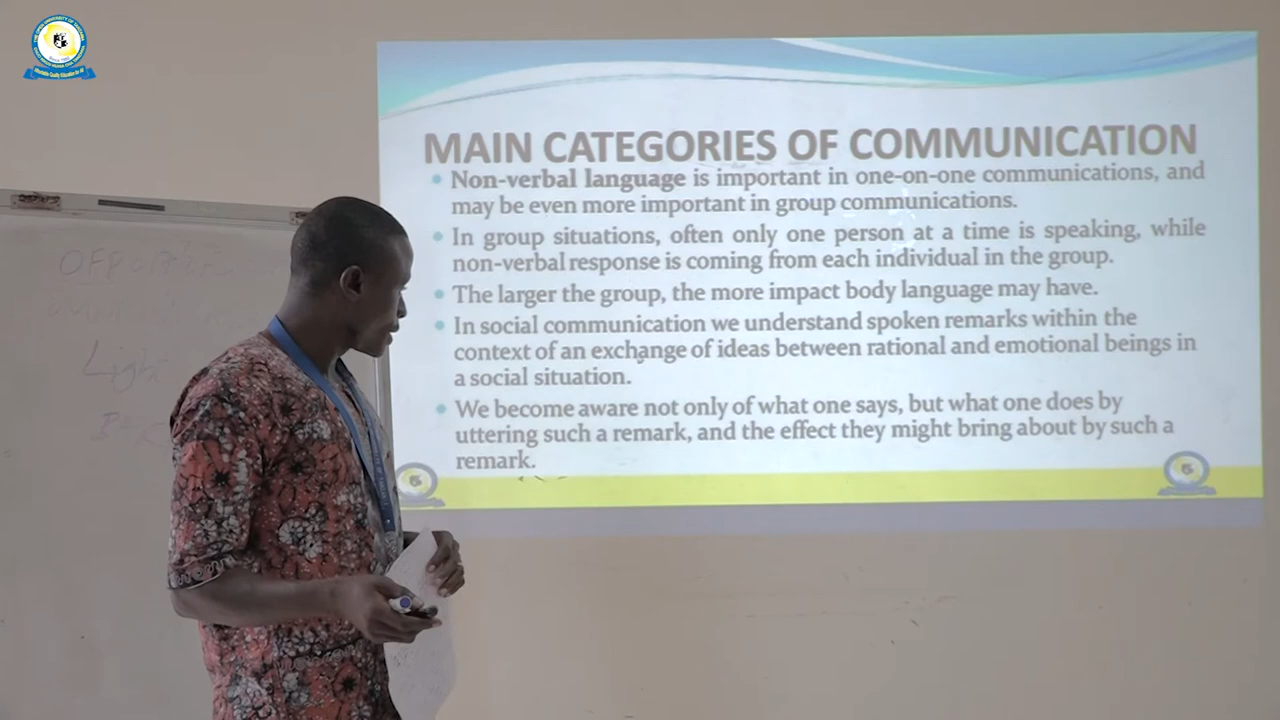 MAIN CATEGORIES OF COMMUNICATION
Non-verbal language is important in one-on-one communications, and
may be even more important in group communications.
In group situations, often only one person at a time is speaking, while
non-verbal response is coming from each individual in the group.
The larger the group, the more impact body language may have.
In social communication we understand spoken remarks within the
context of an exchange of ideas between rational and emotional beings in
a social situation.
We become aware not only of what one says, but what one does by
uttering such a remark, and the effect they might bring about by such a
remark.
Light